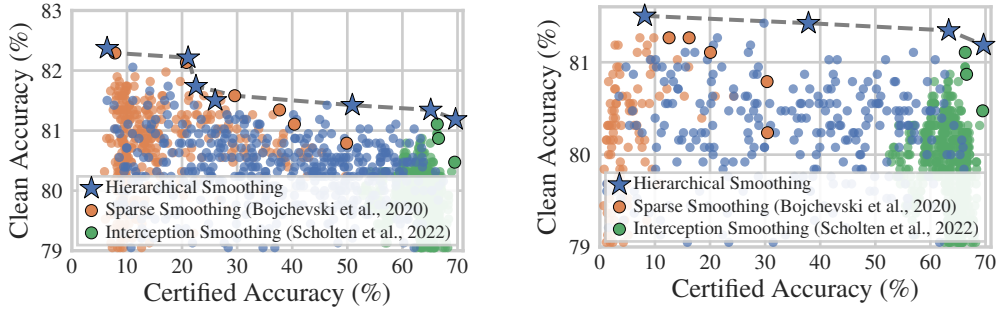 83
82
81
80
79
Clean Accuracy (%)
Hierarchical Smoothing
Sparse Smoothing (Bojchevski et al., 2020)
Interception Smoothing (Scholten et al., 2022)
0 10 20 30 40 50 60 70
Certified Accuracy (%)
81
80
79
Clean Accuracy (%)
Hierarchical Smoothing
Sparse Smoothing (Bojchevski et al., 2020)
Interception Smoothing (Scholten et al., 2022)
0 10 20 30 40 50 60 70
Certified Accuracy (%)